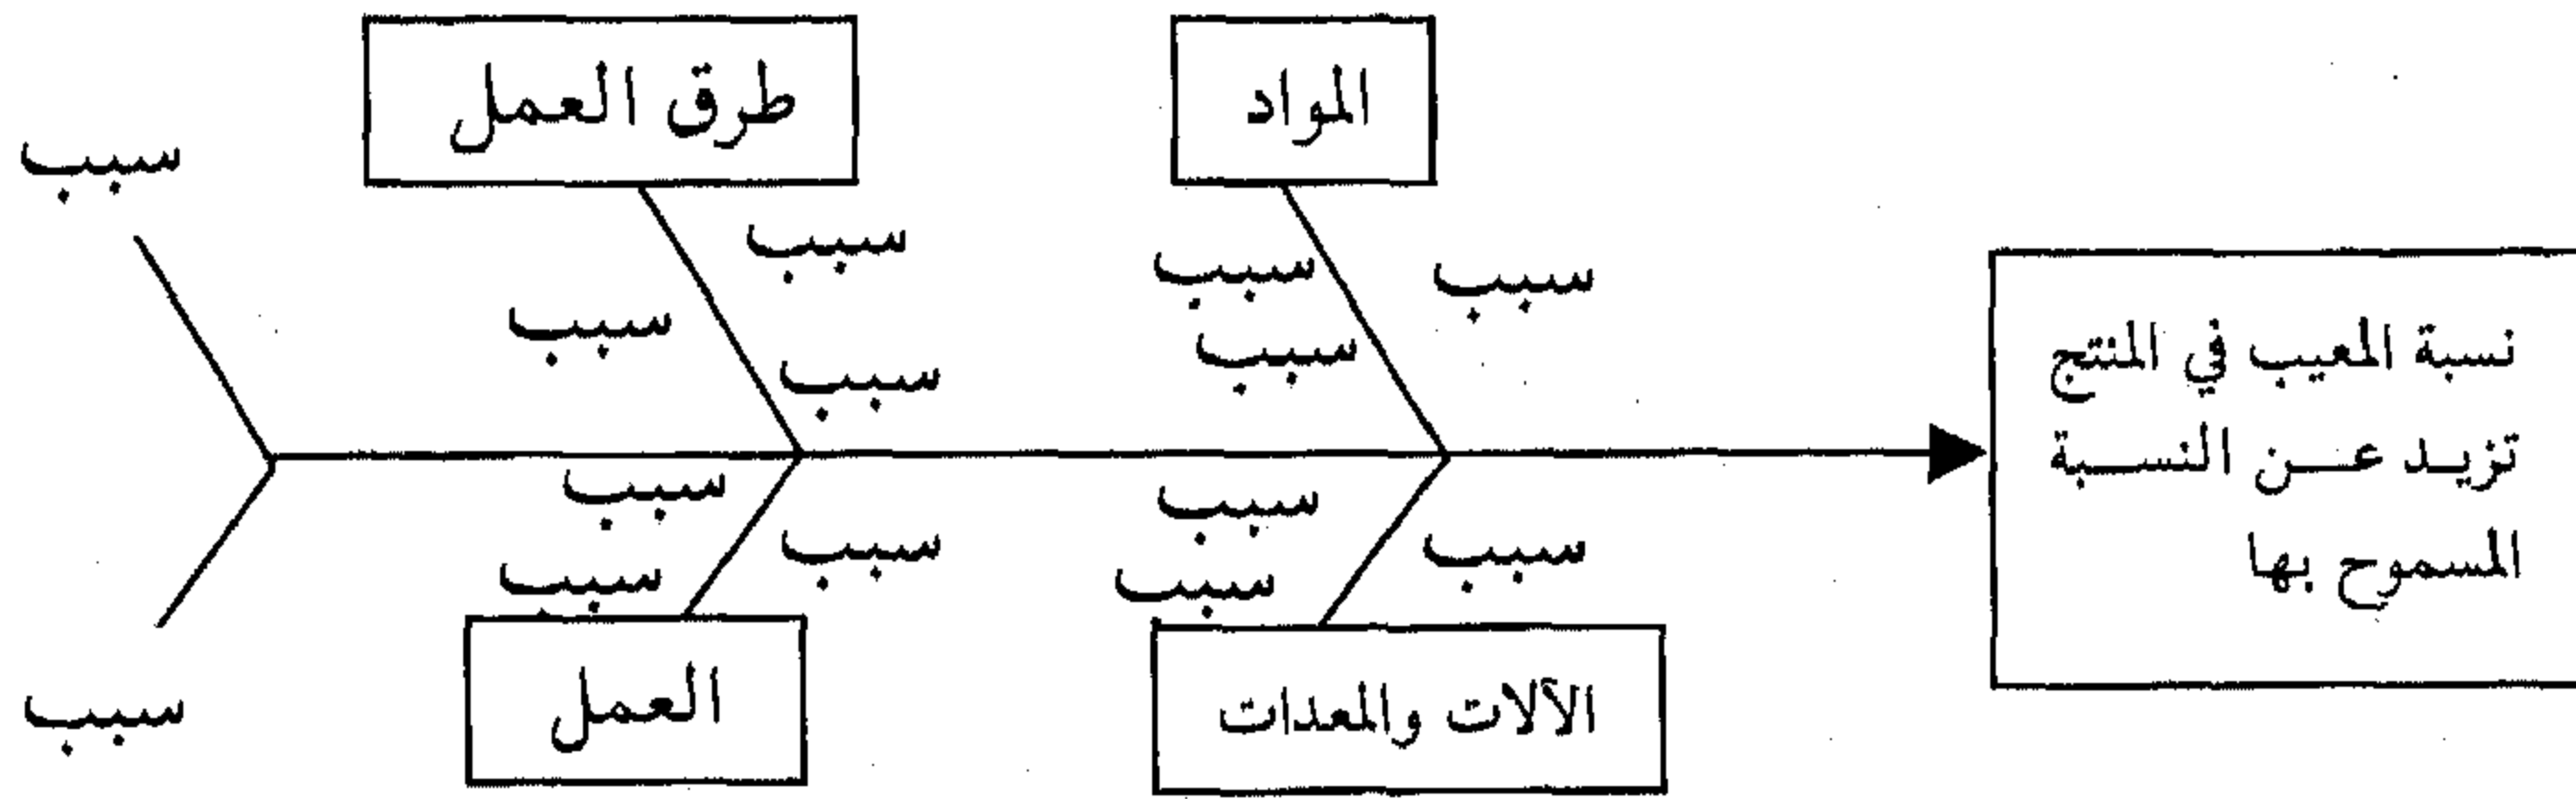 المواد
طرق العمل
سبب
سبب
سبب
سبب
سبب
سبب
سبب
سبب
نسبة المعيب في المنتج
تزيد عن النسبة
المسموح بها
سبب
سبب
سبب
سبب
سبب
سبب
الآلات والمعدات
العمل
سبب